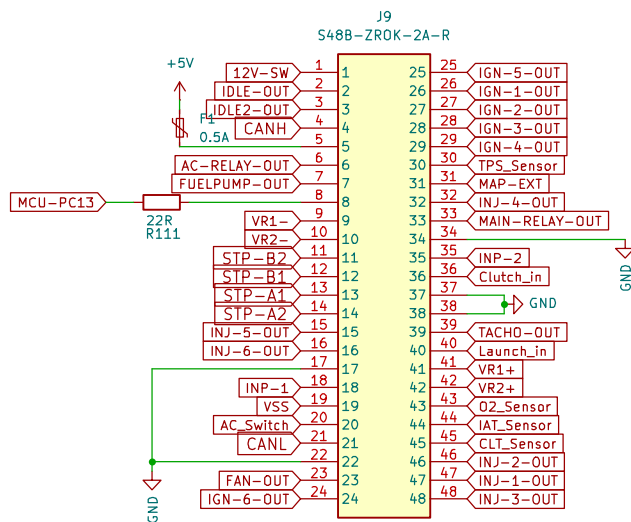 J9
S48B-ZROK-2A-R
+5V
F1
0.5A
MCU-PC13
22R
R111
12V-SW 1 1
IDLE-OUT 2 2
IDLE2-OUT 3 3
CANH 4 4
5 5
AC-RELAY-OUT 6 6
FUELPUMP-OUT 7 7
8 8
VR1- 9 9
VR2- 10 10
STP-B2 11 11
STP-B1 12 12
STP-A1 13 13
STP-A2 14 14
INJ-5-OUT 15 15
INJ-6-OUT 16 16
17 17
INP-1 18 18
VSS 19 19
AC_Switch 20 20
CANL 21 21
22 22
FAN-OUT 23 23
IGN-6-OUT 24 24
GND
25 25 IGN-5-OUT
26 26 IGN-1-OUT
27 27 IGN-2-OUT
28 28 IGN-3-OUT
29 29 IGN-4-OUT
30 30 TPS_Sensor
31 31 MAP-EXT
32 32 INJ-4-OUT
33 33 MAIN-RELAY-OUT
34 34
GND
35 35 INP-2
36 36 Clutch_in
37 37
GND
38 38
39 39 TACHO-OUT
40 40 Launch_in
41 41 VR1+
42 42 VR2+
43 43 O2_Sensor
44 44 IAT_Sensor
45 45 CLT_Sensor
46 46 INJ-2-OUT
47 47 INJ-1-OUT
48 48 INJ-3-OUT